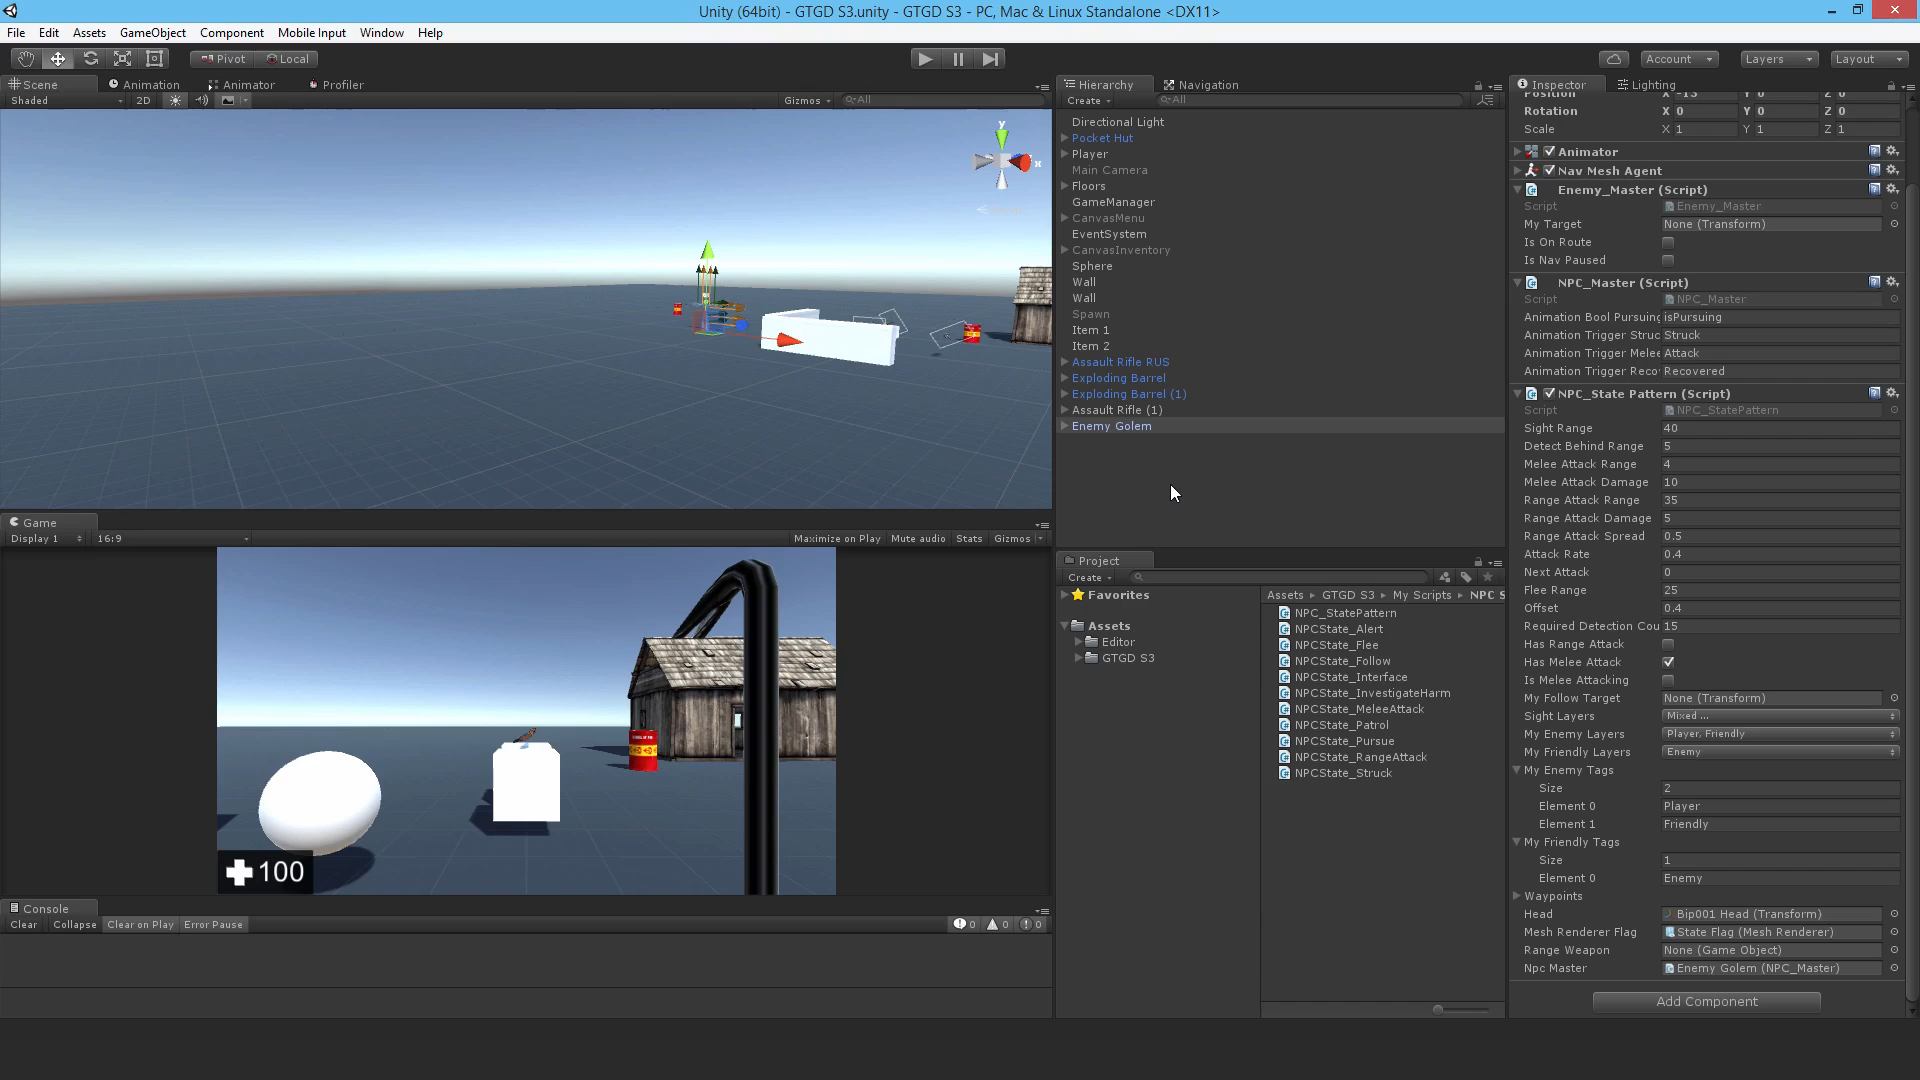 Unity (64bit) - GTGD S3.unity - GTGD S3 - PC, Mac & Linux Standalone <DX11>
File Edit Assets GameObject Component Mobile Input Window Help
Pivot Local Account Layers Layout
Scene Animation Animator Profiler
Shaded 2D Gizmos All
y
x
Game
Display 1 16:9 Maximize on Play Mute audio Stats Gizmos
100
Console
Clear Collapse Clear on Play Error Pause 0 0 0
Hierarchy Navigation
Create All
Directional Light
Pocket Hut
Player
Main Camera
Floors
GameManager
CanvasMenu
EventSystem
CanvasInventory
Sphere
Wall
Wall
Spawn
Item 1
Item 2
Assault Rifle RUS
Exploding Barrel
Exploding Barrel (1)
Assault Rifle (1)
Enemy Golem
Project
Create
Favorites
Assets
Editor
GTGD S3
Assets GTGD S3 My Scripts NPC S
NPC_StatePattern
NPCState_Alert
NPCState_Flee
NPCState_Follow
NPCState_Interface
NPCState_InvestigateHarm
NPCState_MeleeAttack
NPCState_Patrol
NPCState_Pursue
NPCState_RangeAttack
NPCState_Struck
Inspector Lighting
Position X -13 Y 0 Z 0
Rotation X 0 Y 0 Z 0
Scale X 1 Y 1 Z 1
Animator
Nav Mesh Agent
Enemy_Master (Script)
Script Enemy_Master
My Target None (Transform)
Is On Route
Is Nav Paused
NPC_Master (Script)
Script NPC_Master
Animation Bool Pursuing isPursuing
Animation Trigger Struc Struck
Animation Trigger Melee Attack
Animation Trigger Reco Recovered
NPC_State Pattern (Script)
Script NPC_StatePattern
Sight Range 40
Detect Behind Range 5
Melee Attack Range 4
Melee Attack Damage 10
Range Attack Range 35
Range Attack Damage 5
Range Attack Spread 0.5
Attack Rate 0.4
Next Attack 0
Flee Range 25
Offset 0.4
Required Detection Cou 15
Has Range Attack
Has Melee Attack
Is Melee Attacking
My Follow Target None (Transform)
Sight Layers Mixed ...
My Enemy Layers Player, Friendly
My Friendly Layers Enemy
My Enemy Tags
Size 2
Element 0 Player
Element 1 Friendly
My Friendly Tags
Size 1
Element 0 Enemy
Waypoints
Head Bip001 Head (Transform)
Mesh Renderer Flag State Flag (Mesh Renderer)
Range Weapon None (Game Object)
Npc Master Enemy Golem (NPC_Master)
Add Component